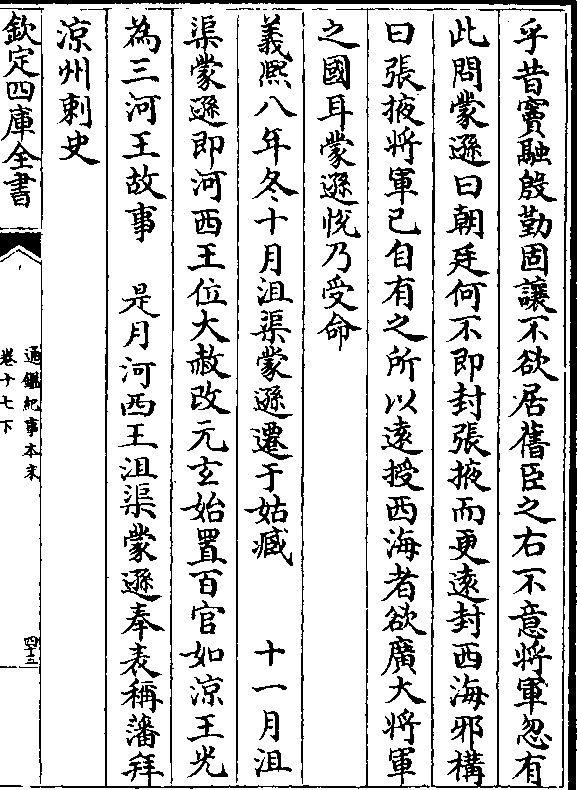 乎昔竇融殷勤固讓不欲居舊臣之右不意將軍忽有
此問蒙遜曰朝廷何不即封張掖而更遠封西海邪構
曰張掖將軍已自有之所以遠授西海者欲廣大將軍
之國耳蒙遜悅乃受命
義熙八年冬十月沮渠蒙遜遷于姑臧 十一月沮
渠蒙遜即河西王位大赦改元玄始置百官如涼王光
為三河王故事 是月河西王沮渠蒙遜奉表稱藩拜
涼州刺史
欽定四庫全書
通鑑紀事本末
卷十七下
四十三